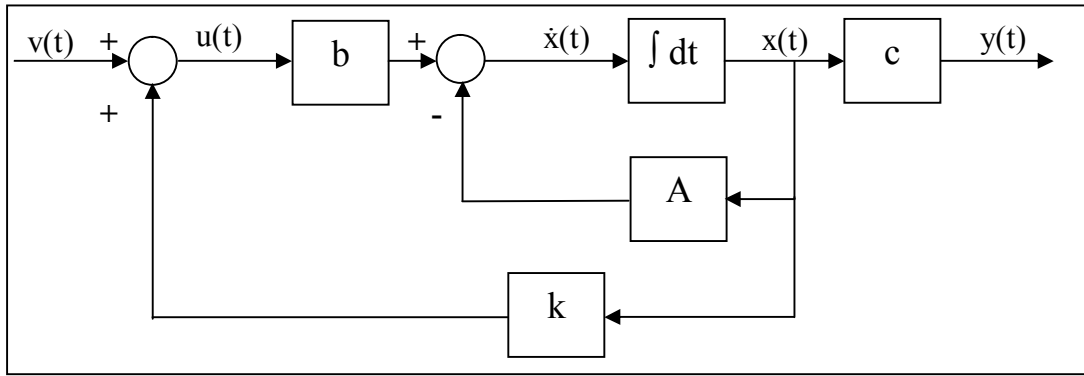 v(t) + u(t) b + ẋ(t) ∫ dt x(t) c y(t)
+ -
A
k